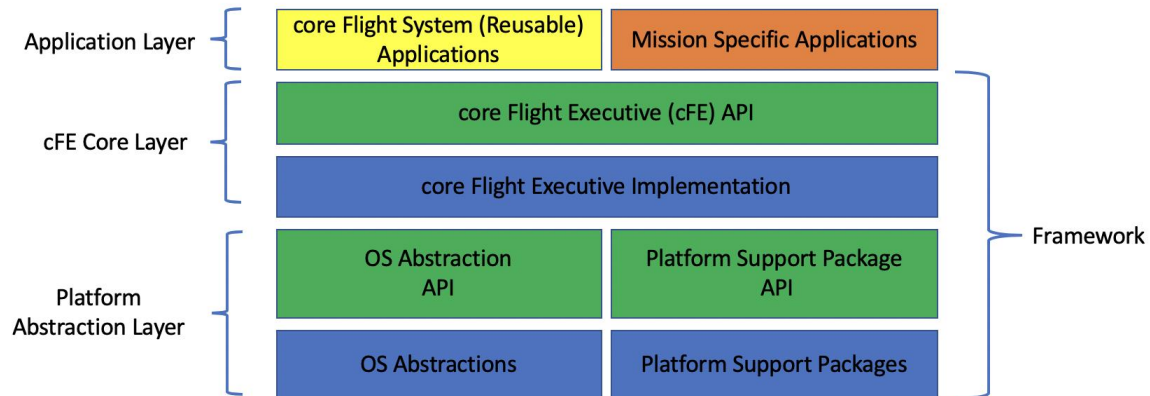 Application Layer
core Flight System (Reusable)
Applications
Mission Specific Applications
cFE Core Layer
core Flight Executive (cFE) API
core Flight Executive Implementation
Framework
Platform
Abstraction Layer
OS Abstraction
API
Platform Support Package
API
OS Abstractions
Platform Support Packages